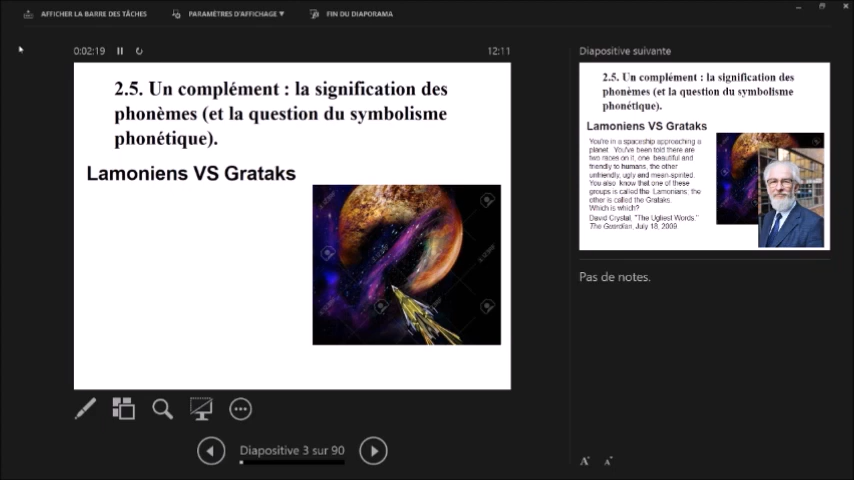 AFFICHER LA BARRE DES TÂCHES
PARAMÈTRES D'AFFICHAGE ▼
FIN DU DIAPORAMA
0:02:19
12:11
2.5. Un complément : la signification des
phonèmes (et la question du symbolisme
phonétique).
Lamoniens VS Grataks
Diapositive 3 sur 90
Diapositive suivante
2.5. Un complément : la signification des
phonèmes (et la question du symbolisme
phonétique).
Lamoniens VS Grataks
You're in a spaceship approaching a
planet. You've been told there are
two races on it, one beautiful and
friendly to humans, the other
unfriendly, ugly and mean-spirited.
You also know that one of these
groups is called the Lamonians; the
other is called the Grataks.
Which is which?
David Crystal, "The Ugliest Words."
The Guardian, July 18, 2009
Pas de notes.
A A